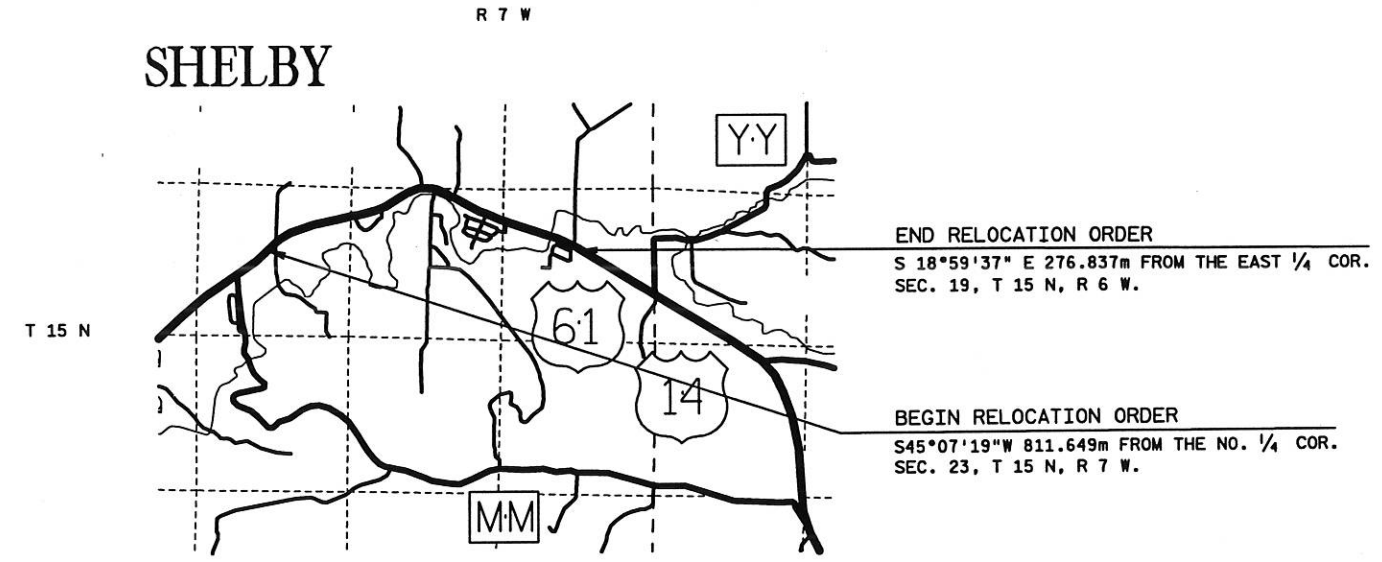 R 7 W
SHELBY
Y·Y
END RELOCATION ORDER
S 18°59'37" E 276.837m FROM THE EAST 1/4 COR.
SEC. 19, T 15 N, R 6 W.
T 15 N
61
14
BEGIN RELOCATION ORDER
S45°07'19"W 811.649m FROM THE NO. 1/4 COR.
SEC. 23, T 15 N, R 7 W.
M·M